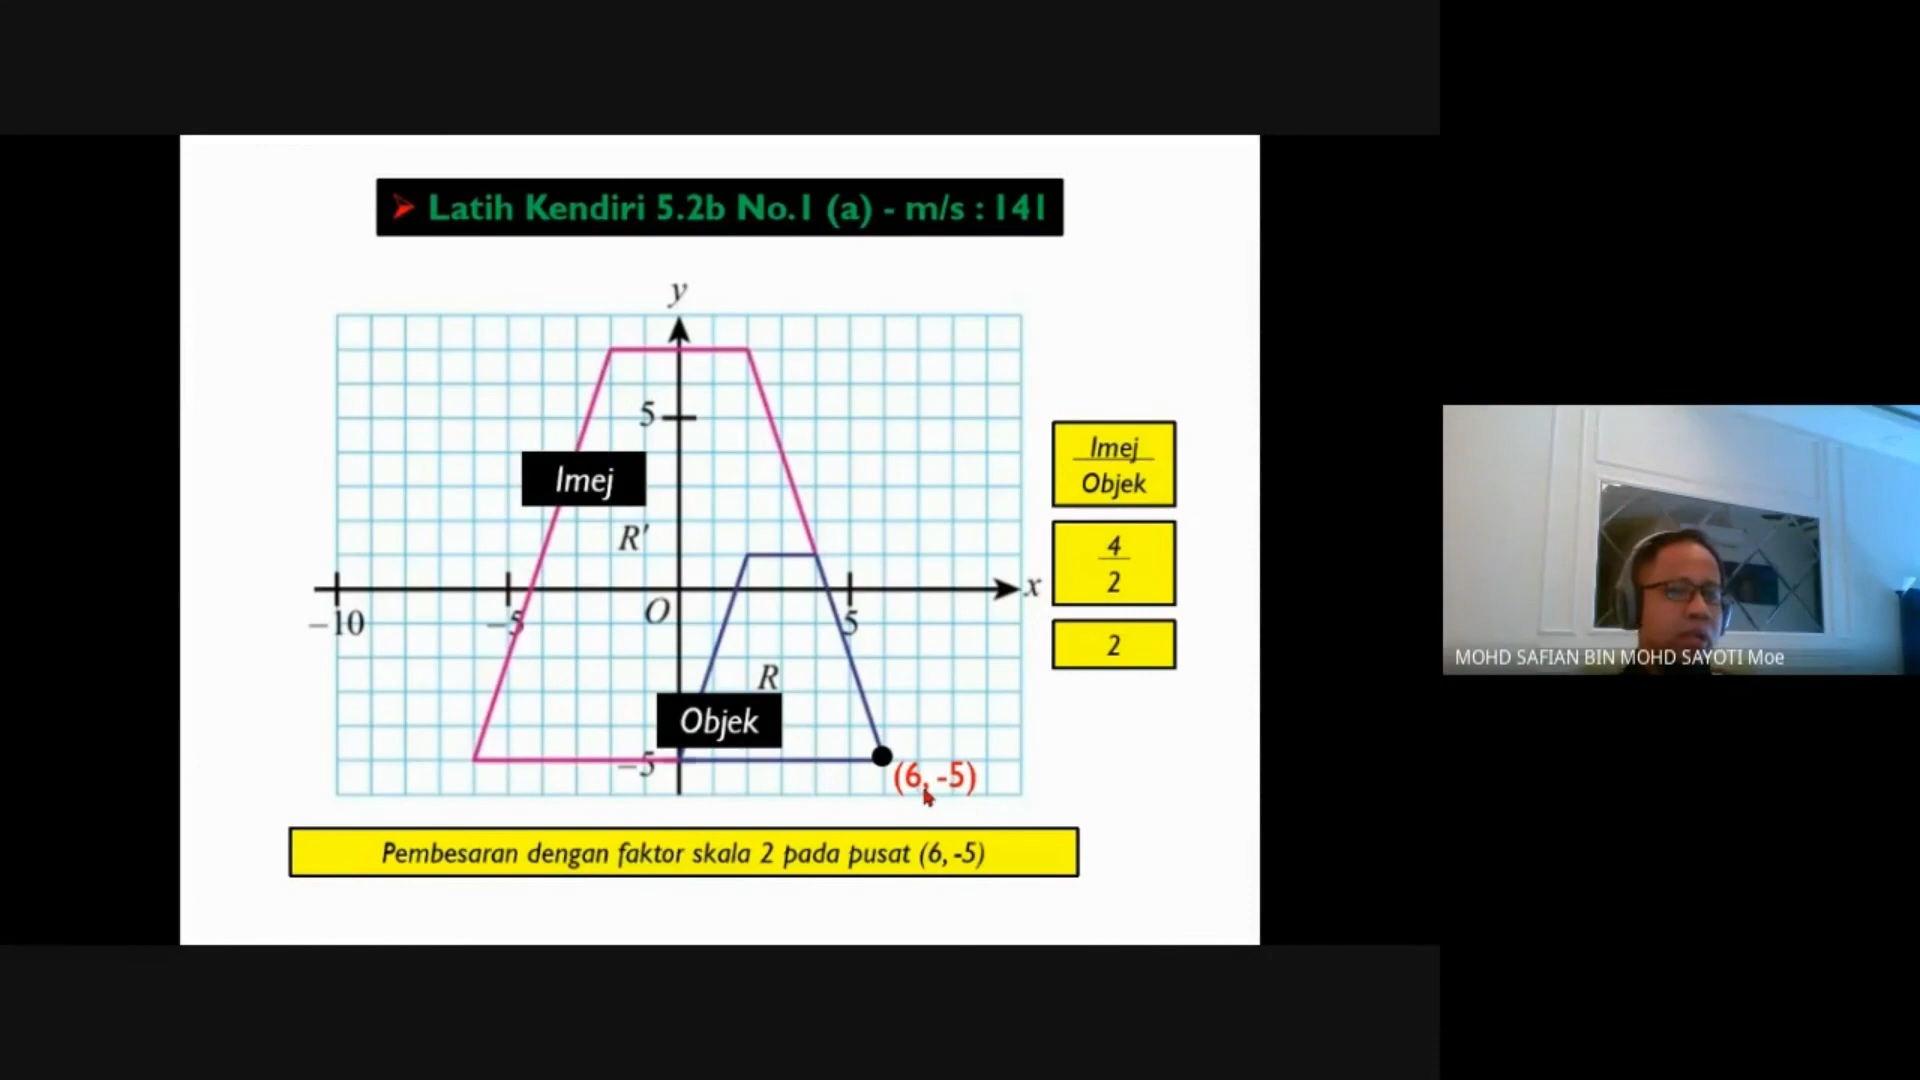 ➤ Latih Kendiri 5.2b No.1 (a) - m/s : 141
y
5
Imej
R′
Imej
Objek
4
2
2
−10
−5
O
5
x
R
Objek
−5
(6, -5)
Pembesaran dengan faktor skala 2 pada pusat (6, -5)
MOHD SAFIAN BIN MOHD SAYOTI Moe